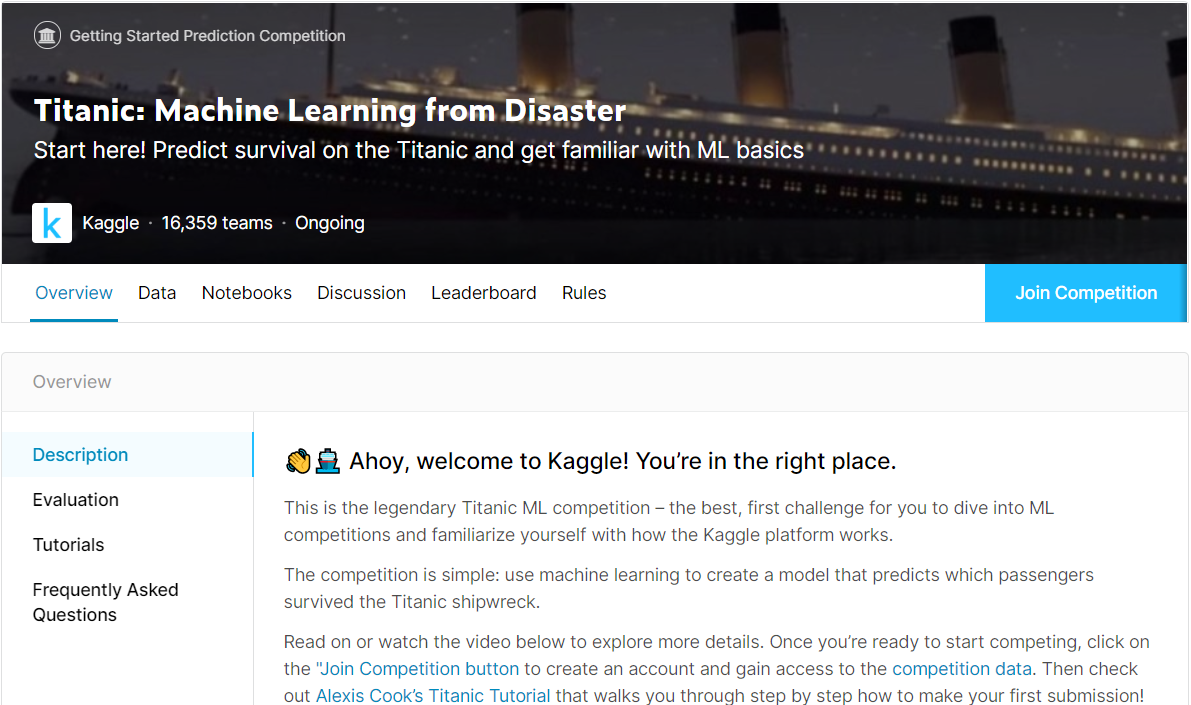 Getting Started Prediction Competition
Titanic: Machine Learning from Disaster
Start here! Predict survival on the Titanic and get familiar with ML basics
k Kaggle · 16,359 teams · Ongoing
Overview Data Notebooks Discussion Leaderboard Rules Join Competition
Overview
Description
Evaluation
Tutorials
Frequently Asked
Questions
👋🚢 Ahoy, welcome to Kaggle! You’re in the right place.
This is the legendary Titanic ML competition – the best, first challenge for you to dive into ML
competitions and familiarize yourself with how the Kaggle platform works.
The competition is simple: use machine learning to create a model that predicts which passengers
survived the Titanic shipwreck.
Read on or watch the video below to explore more details. Once you’re ready to start competing, click on
the "Join Competition button to create an account and gain access to the competition data. Then check
out Alexis Cook’s Titanic Tutorial that walks you through step by step how to make your first submission!